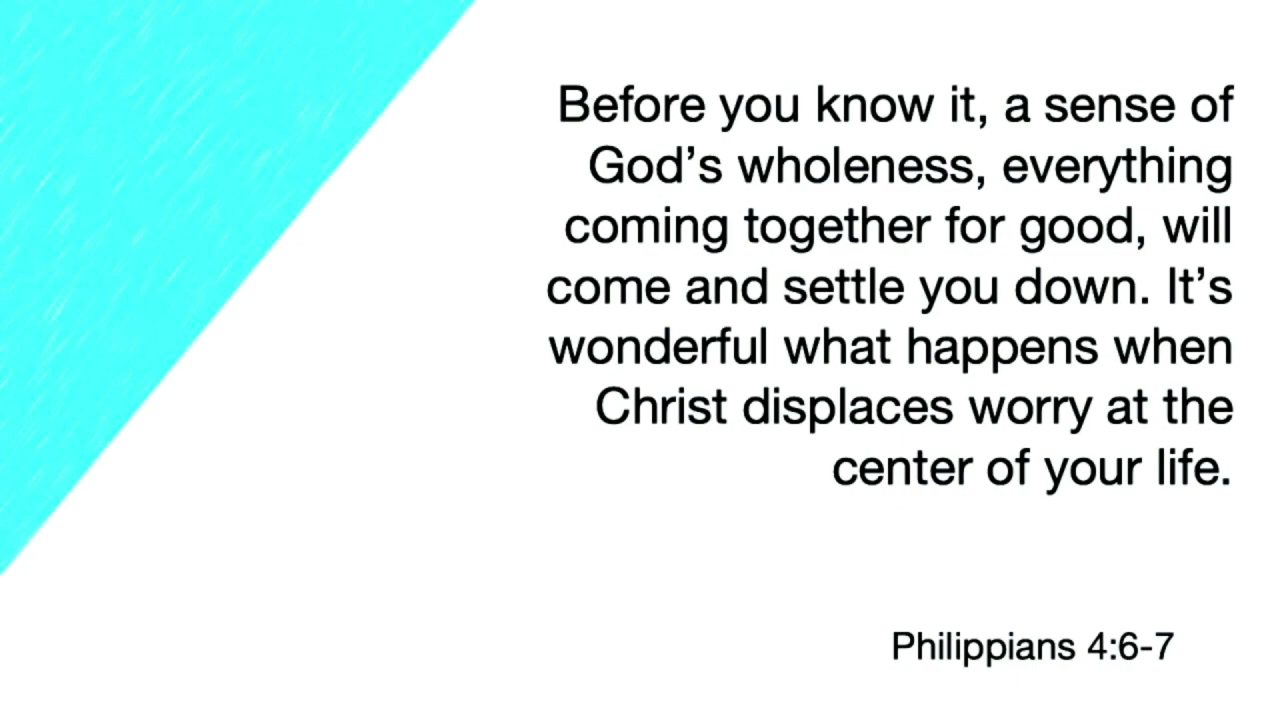 Before you know it, a sense of
God’s wholeness, everything
coming together for good, will
come and settle you down. It’s
wonderful what happens when
Christ displaces worry at the
center of your life.
Philippians 4:6-7